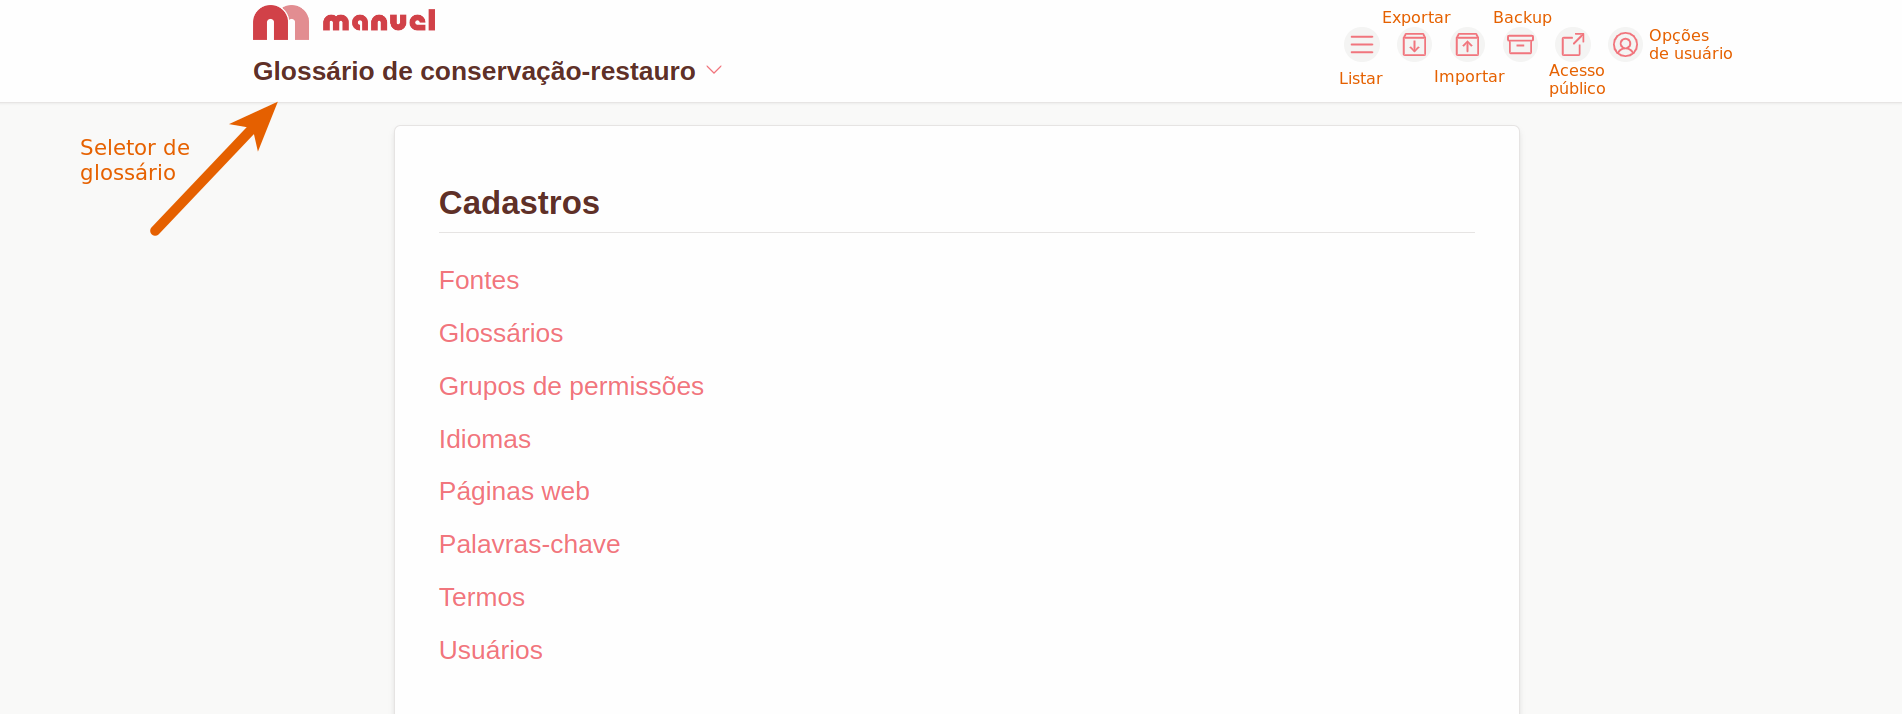 manuel
Glossário de conservação-restauro
Exportar
Backup
Opções
de usuário
Listar
Importar
Acesso
público
Seletor de
glossário
Cadastros
Fontes
Glossários
Grupos de permissões
Idiomas
Páginas web
Palavras-chave
Termos
Usuários